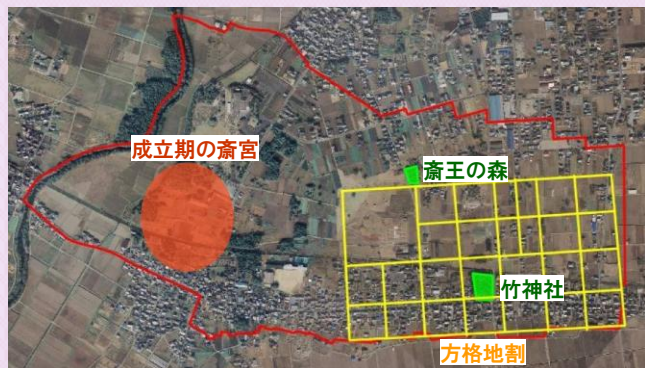 成立期の斎宮
斎王の森
竹神社
方格地割